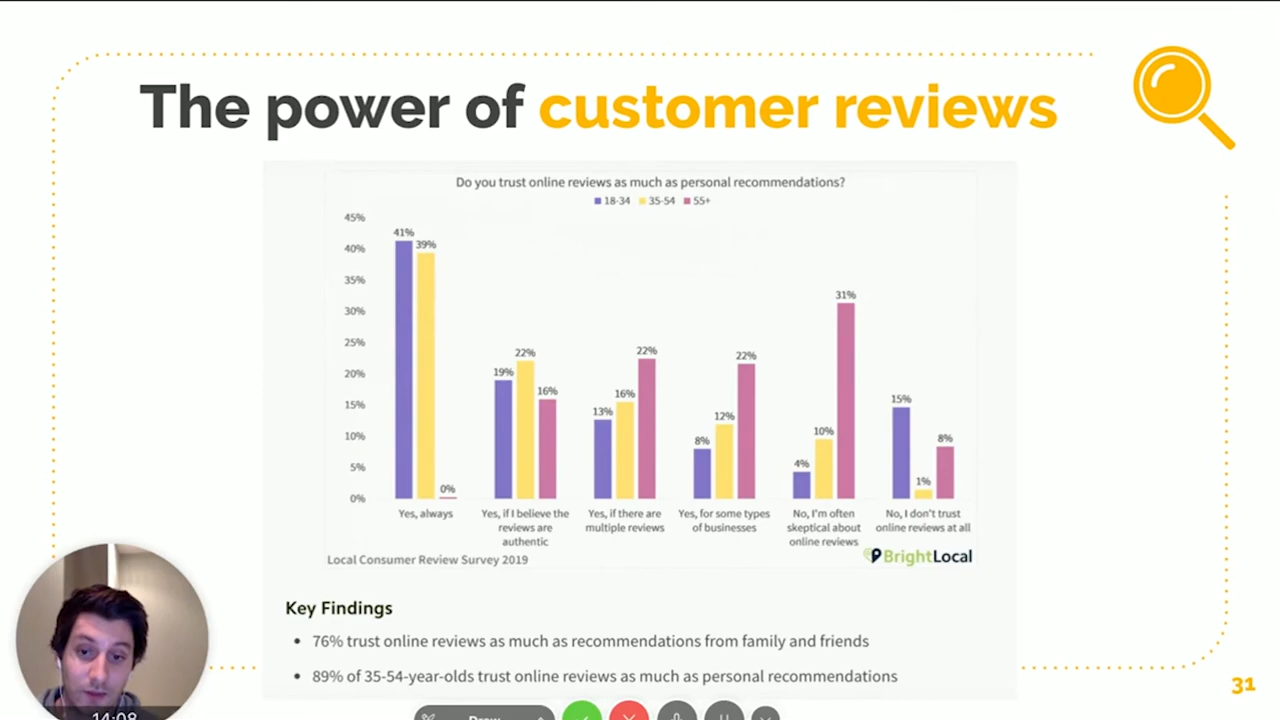 The power of customer reviews
Do you trust online reviews as much as personal recommendations?
18-34 35-54 55+
45%
40%
35%
30%
25%
20%
15%
10%
5%
0%
41% 39% 0%
19% 22% 16%
13% 16% 22%
8% 12% 22%
4% 10% 31%
15% 1% 8%
Yes, always
Yes, if I believe the
reviews are
authentic
Yes, if there are
multiple reviews
Yes, for some types
of businesses
No, I'm often
skeptical about
online reviews
No, I don't trust
online reviews at all
Local Consumer Review Survey 2019
BrightLocal
Key Findings
• 76% trust online reviews as much as recommendations from family and friends
• 89% of 35-54-year-olds trust online reviews as much as personal recommendations
31
14:08
Draw